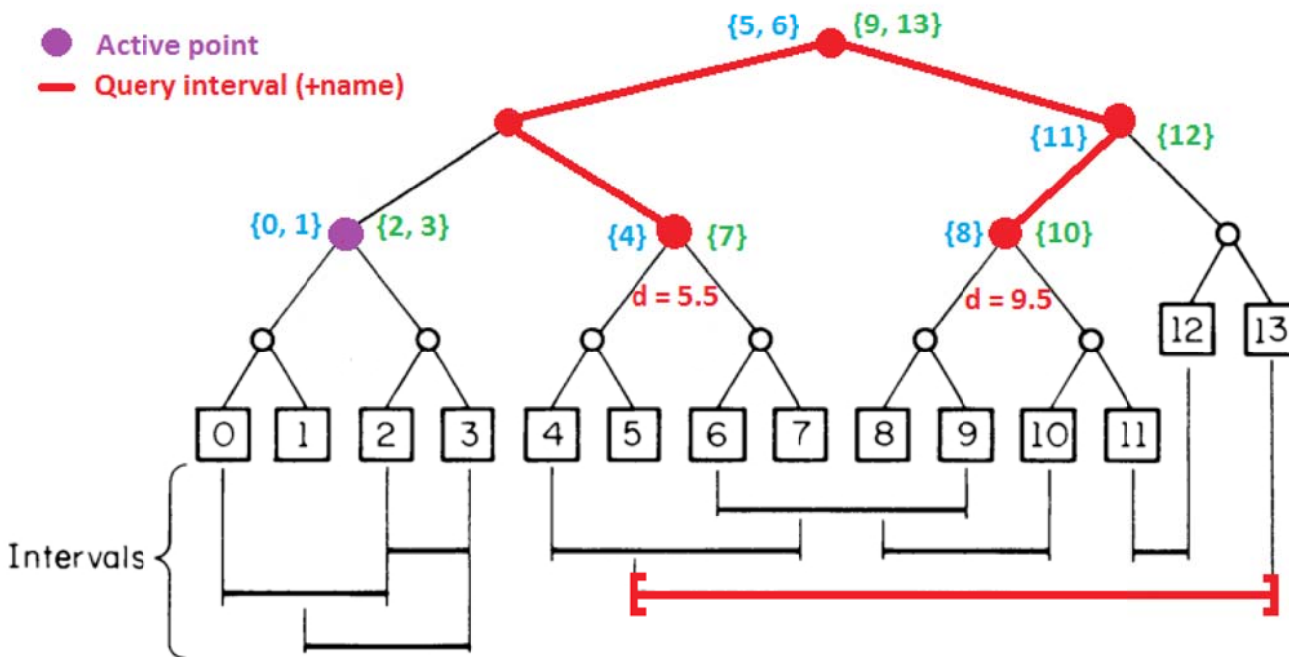 {5, 6} {9, 13}
Active point
Query interval (+name)
{11} {12}
{0, 1} {2, 3} {4} {7} {8} {10}
d = 5.5 d = 9.5
12 13
0 1 2 3 4 5 6 7 8 9 10 11
Intervals